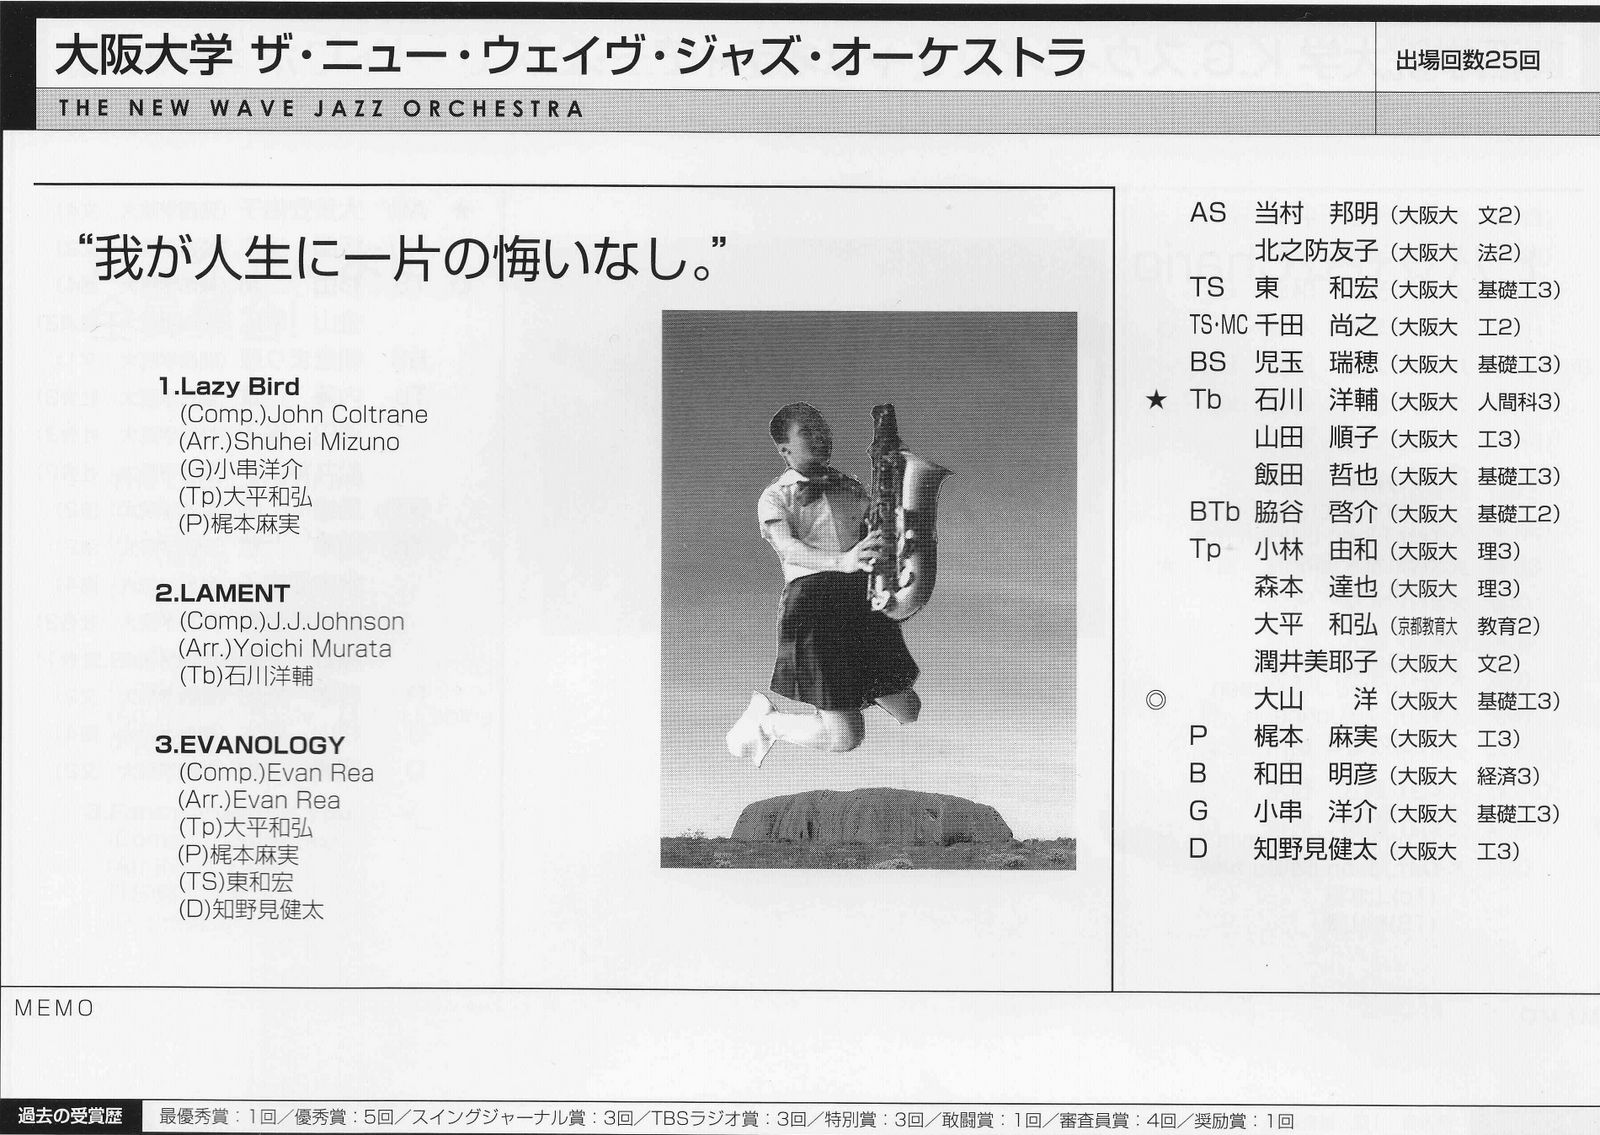 大阪大学 ザ・ニュー・ウェイヴ・ジャズ・オーケストラ
出場回数25回
THE NEW WAVE JAZZ ORCHESTRA
“我が人生に一片の悔いなし。”
1.Lazy Bird
(Comp.)John Coltrane
(Arr.)Shuhei Mizuno
(G)小串洋介
(Tp)大平和弘
(P)梶本麻実
2.LAMENT
(Comp.)J.J.Johnson
(Arr.)Yoichi Murata
(Tb)石川洋輔
3.EVANOLOGY
(Comp.)Evan Rea
(Arr.)Evan Rea
(Tp)大平和弘
(P)梶本麻実
(TS)東和宏
(D)知野見健太
AS 当村 邦明（大阪大 文2）
北之防友子（大阪大 法2）
TS 東 和宏（大阪大 基礎工3）
TS・MC 千田 尚之（大阪大 工2）
BS 児玉 瑞穂（大阪大 基礎工3）
★ Tb 石川 洋輔（大阪大 人間科3）
山田 順子（大阪大 工3）
飯田 哲也（大阪大 基礎工3）
BTb 脇谷 啓介（大阪大 基礎工2）
Tp 小林 由和（大阪大 理3）
森本 達也（大阪大 理3）
大平 和弘（京都教育大 教育2）
潤井美耶子（大阪大 文2）
◎ 大山 洋（大阪大 基礎工3）
P 梶本 麻実（大阪大 工3）
B 和田 明彦（大阪大 経済3）
G 小串 洋介（大阪大 基礎工3）
D 知野見健太（大阪大 工3）
MEMO
過去の受賞歴 最優秀賞：1回／優秀賞：5回／スイングジャーナル賞：3回／TBSラジオ賞：3回／特別賞：3回／敢闘賞：1回／審査員賞：4回／奨励賞：1回